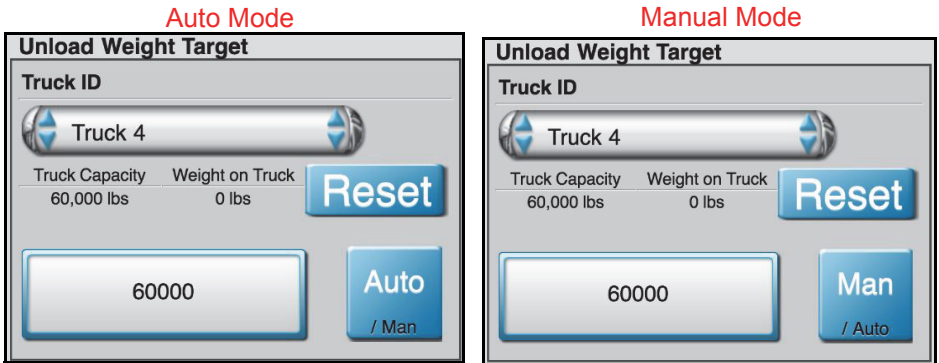 Auto Mode
Unload Weight Target
Truck ID
Truck 4
Truck Capacity Weight on Truck
60,000 lbs 0 lbs
Reset
60000
Auto
/ Man
Manual Mode
Unload Weight Target
Truck ID
Truck 4
Truck Capacity Weight on Truck
60,000 lbs 0 lbs
Reset
60000
Man
/ Auto